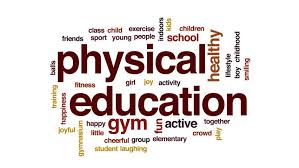 class child exercise indoors kids children
friends sport people school
physical
healthy
lifestyle
boy
childhood
smiling
training
balls
fitness girl joy activity
happiness
education
joyful
gymnasium
happy gym fun active together
little
cheerful group elementary crowd play
student laughing